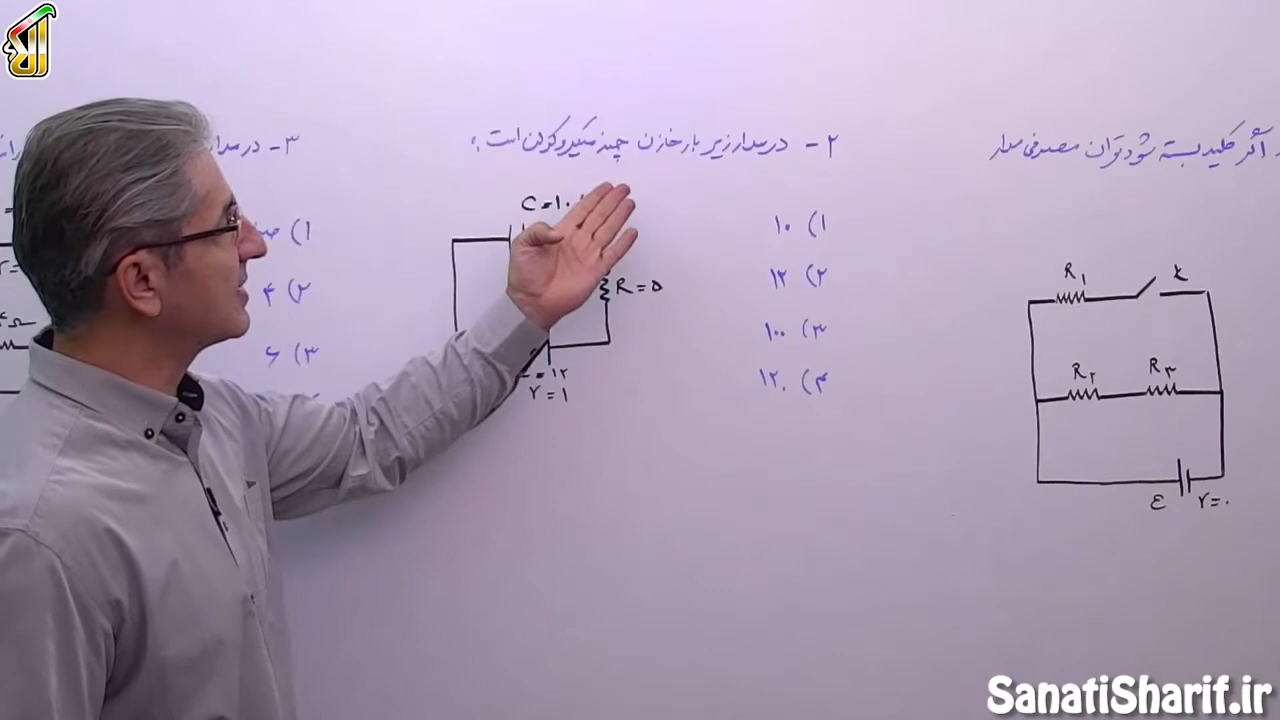 اگر کلید بسته شود توان مصرفی مدار
R۱
k
R۲
R۳
ε
r=۰
۲- در مدار زیر بار خازن چند میکروکولن است؟
۱) ۱۰
۲) ۱۲
۳) ۱۰۰
۴) ۱۲۰
C=۱۰
R=۵
=۱۲
r=۱
۳- در مدار
۱)
۲) ۴
۳) ۶
SanatiSharif.ir